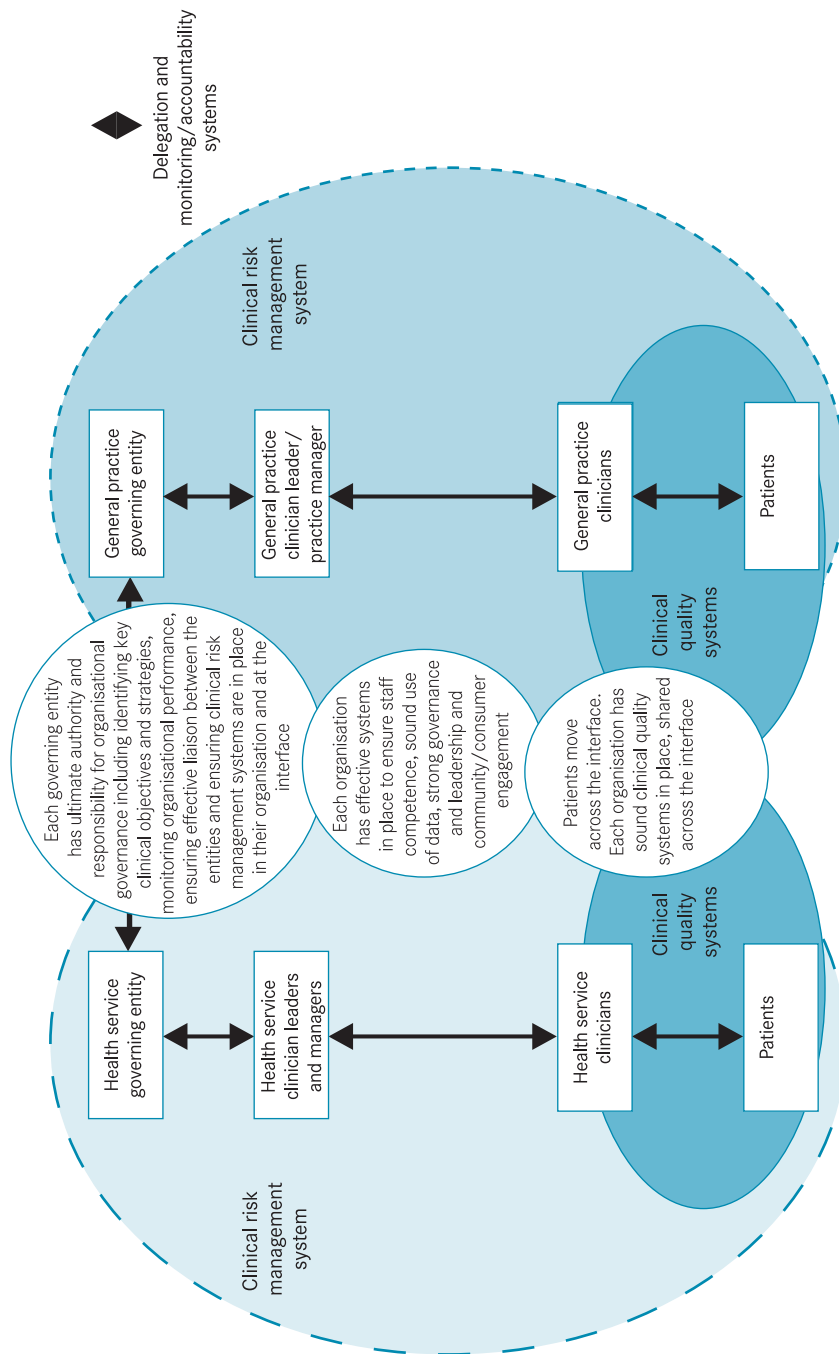 Delegation and
monitoring/accountability
systems
Clinical risk
management
system
Clinical risk
management
system
Health service
governing entity
Each governing entity
has ultimate authority and
responsibility for organisational
governance including identifying key
clinical objectives and strategies,
monitoring organisational performance,
ensuring effective liaison between the
entities and ensuring clinical risk
management systems are in place
in their organisation and at the
interface
General practice
governing entity
Health service
clinician leaders
and managers
General practice
clinician leader/
practice manager
Each organisation
has effective systems
in place to ensure staff
competence, sound use
of data, strong governance
and leadership and
community/consumer
engagement
Health service
clinicians
Patients move
across the interface.
Each organisation has
sound clinical quality
systems in place, shared
across the interface
General practice
clinicians
Clinical
quality
systems
Clinical
quality systems
Patients
Patients